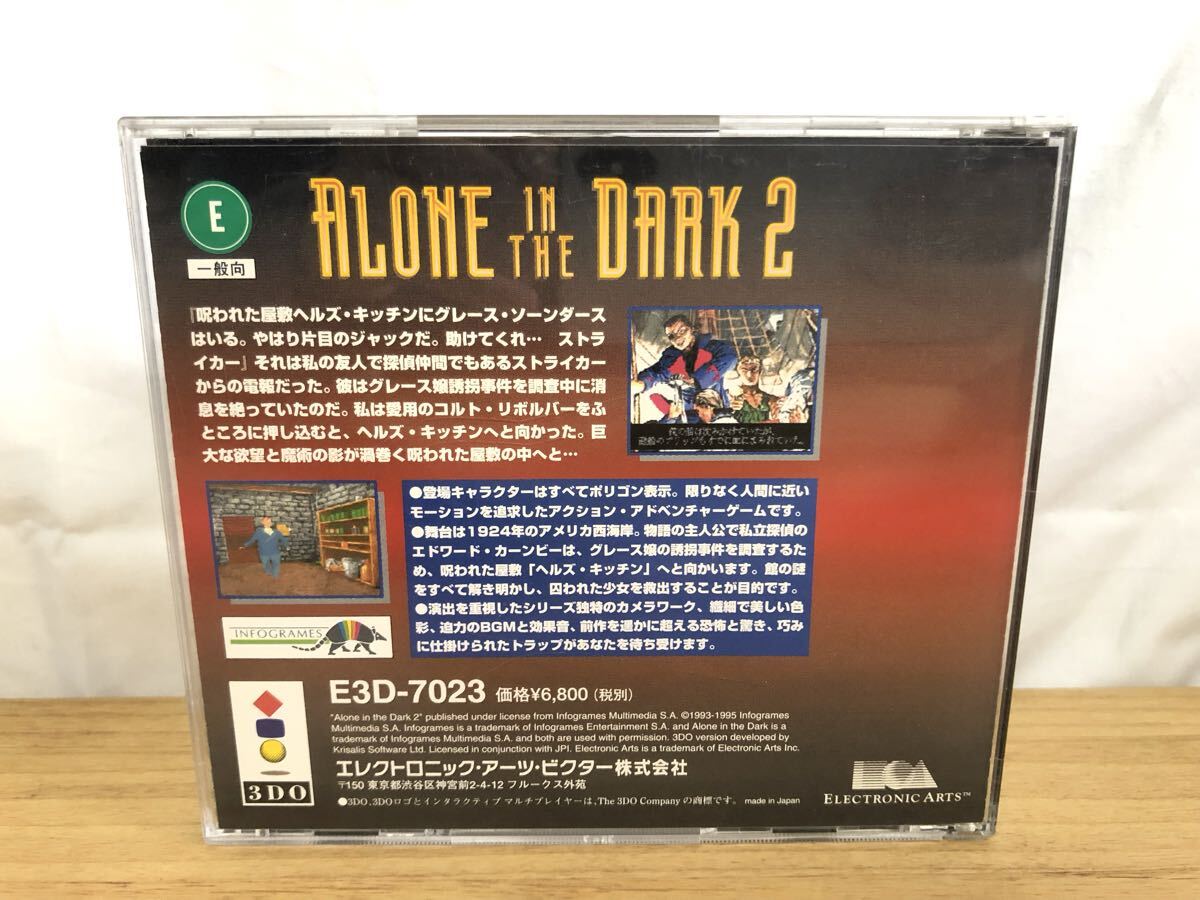 E
一般向
ALONE IN THE DARK 2
『呪われた屋敷ヘルズ・キッチンにグレース・ソーンダース
はいる。やはり片目のジャックだ。助けてくれ… ストラ
イカー』それは私の友人で探偵仲間でもあるストライカー
からの電報だった。彼はグレース嬢誘拐事件を調査中に消
息を絶っていたのだ。私は愛用のコルト・リボルバーをふ
ところに押し込むと、ヘルズ・キッチンへと向かった。巨
大な欲望と魔術の影が渦巻く呪われた屋敷の中へと…
僕の船は沈みかけていたが、
●登場キャラクターはすべてポリゴン表示。限りなく人間に近い
モーションを追求したアクション・アドベンチャーゲームです。
●舞台は1924年のアメリカ西海岸。物語の主人公で私立探偵の
エドワード・カーンビーは、グレース嬢の誘拐事件を調査するた
め、呪われた屋敷「ヘルズ・キッチン」へと向かいます。館の謎
をすべて解き明かし、囚われた少女を救出することが目的です。
●演出を重視したシリーズ独特のカメラワーク、繊細で美しい色
彩、迫力のBGMと効果音、前作を遥かに超える恐怖と驚き、巧み
に仕掛けられたトラップがあなたを待ち受けます。
INFOGRAMES
E3D-7023 価格¥6,800(税別)
"Alone in the Dark 2" published under license from Infogrames Multimedia S.A. ©1993-1995 Infogrames
Multimedia S.A. Infogrames is a trademark of Infogrames Entertainment S.A. and Alone in the Dark is a
trademark of Infogrames Multimedia S.A. and both are used with permission. 3DO version developed by
Krisalis Software Ltd. Licensed in conjunction with JPI. Electronic Arts is a trademark of Electronic Arts Inc.
エレクトロニック・アーツ・ビクター株式会社
〒150 東京都渋谷区神宮前2-4-12 フルークス外苑
3DO
●3DO、3DOロゴとインタラクティブ マルチプレイヤーは、The 3DO Company の商標です。 made in Japan
ELECTRONIC ARTS™